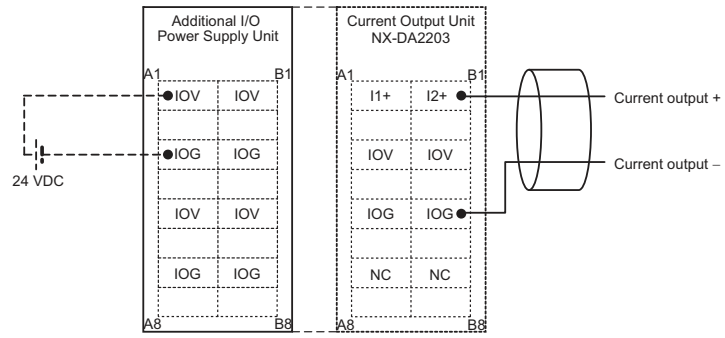 Additional I/O
Power Supply Unit
Current Output Unit
NX-DA2203
A1 B1
A1 B1
IOV IOV
I1+ I2+
Current output +
IOG IOG
IOV IOV
Current output –
24 VDC
IOV IOV
IOG IOG
IOG IOG
NC NC
A8 B8
A8 B8